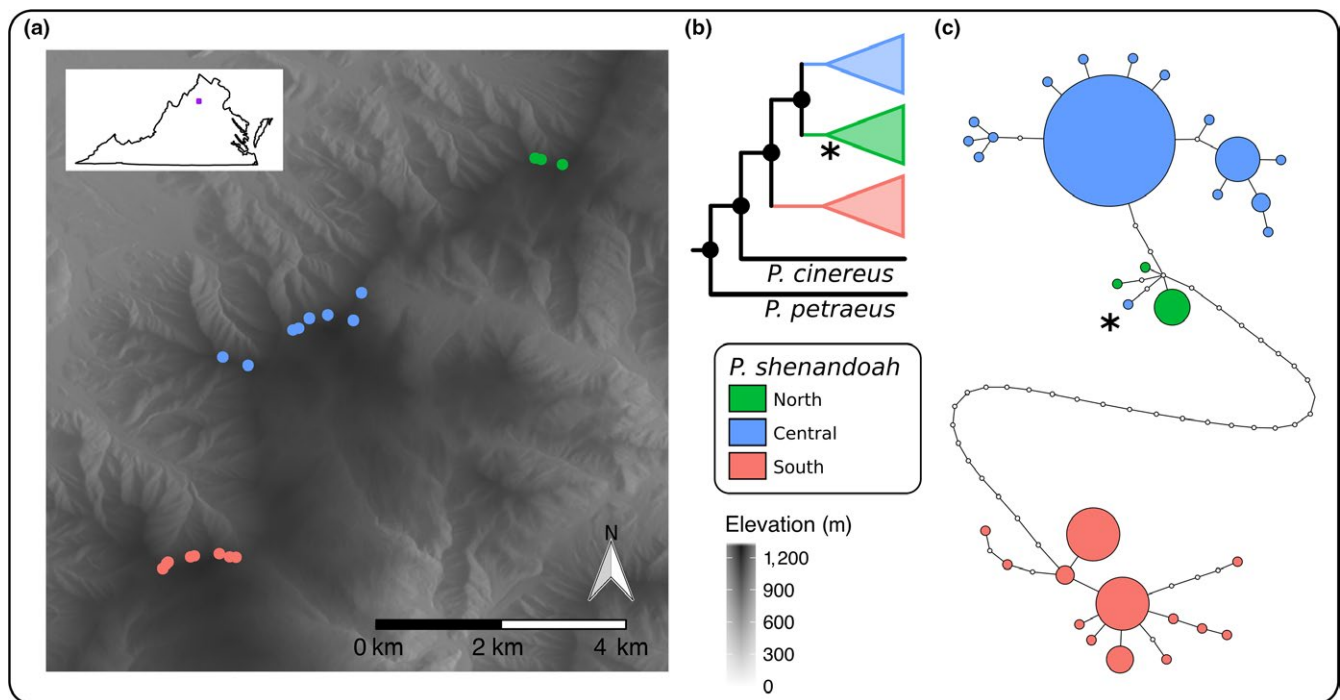 (a)
N
0 km 2 km 4 km
(b)
*
P. cinereus
P. petraeus
P. shenandoah
North
Central
South
Elevation (m)
1,200
900
600
300
0
(c)
*